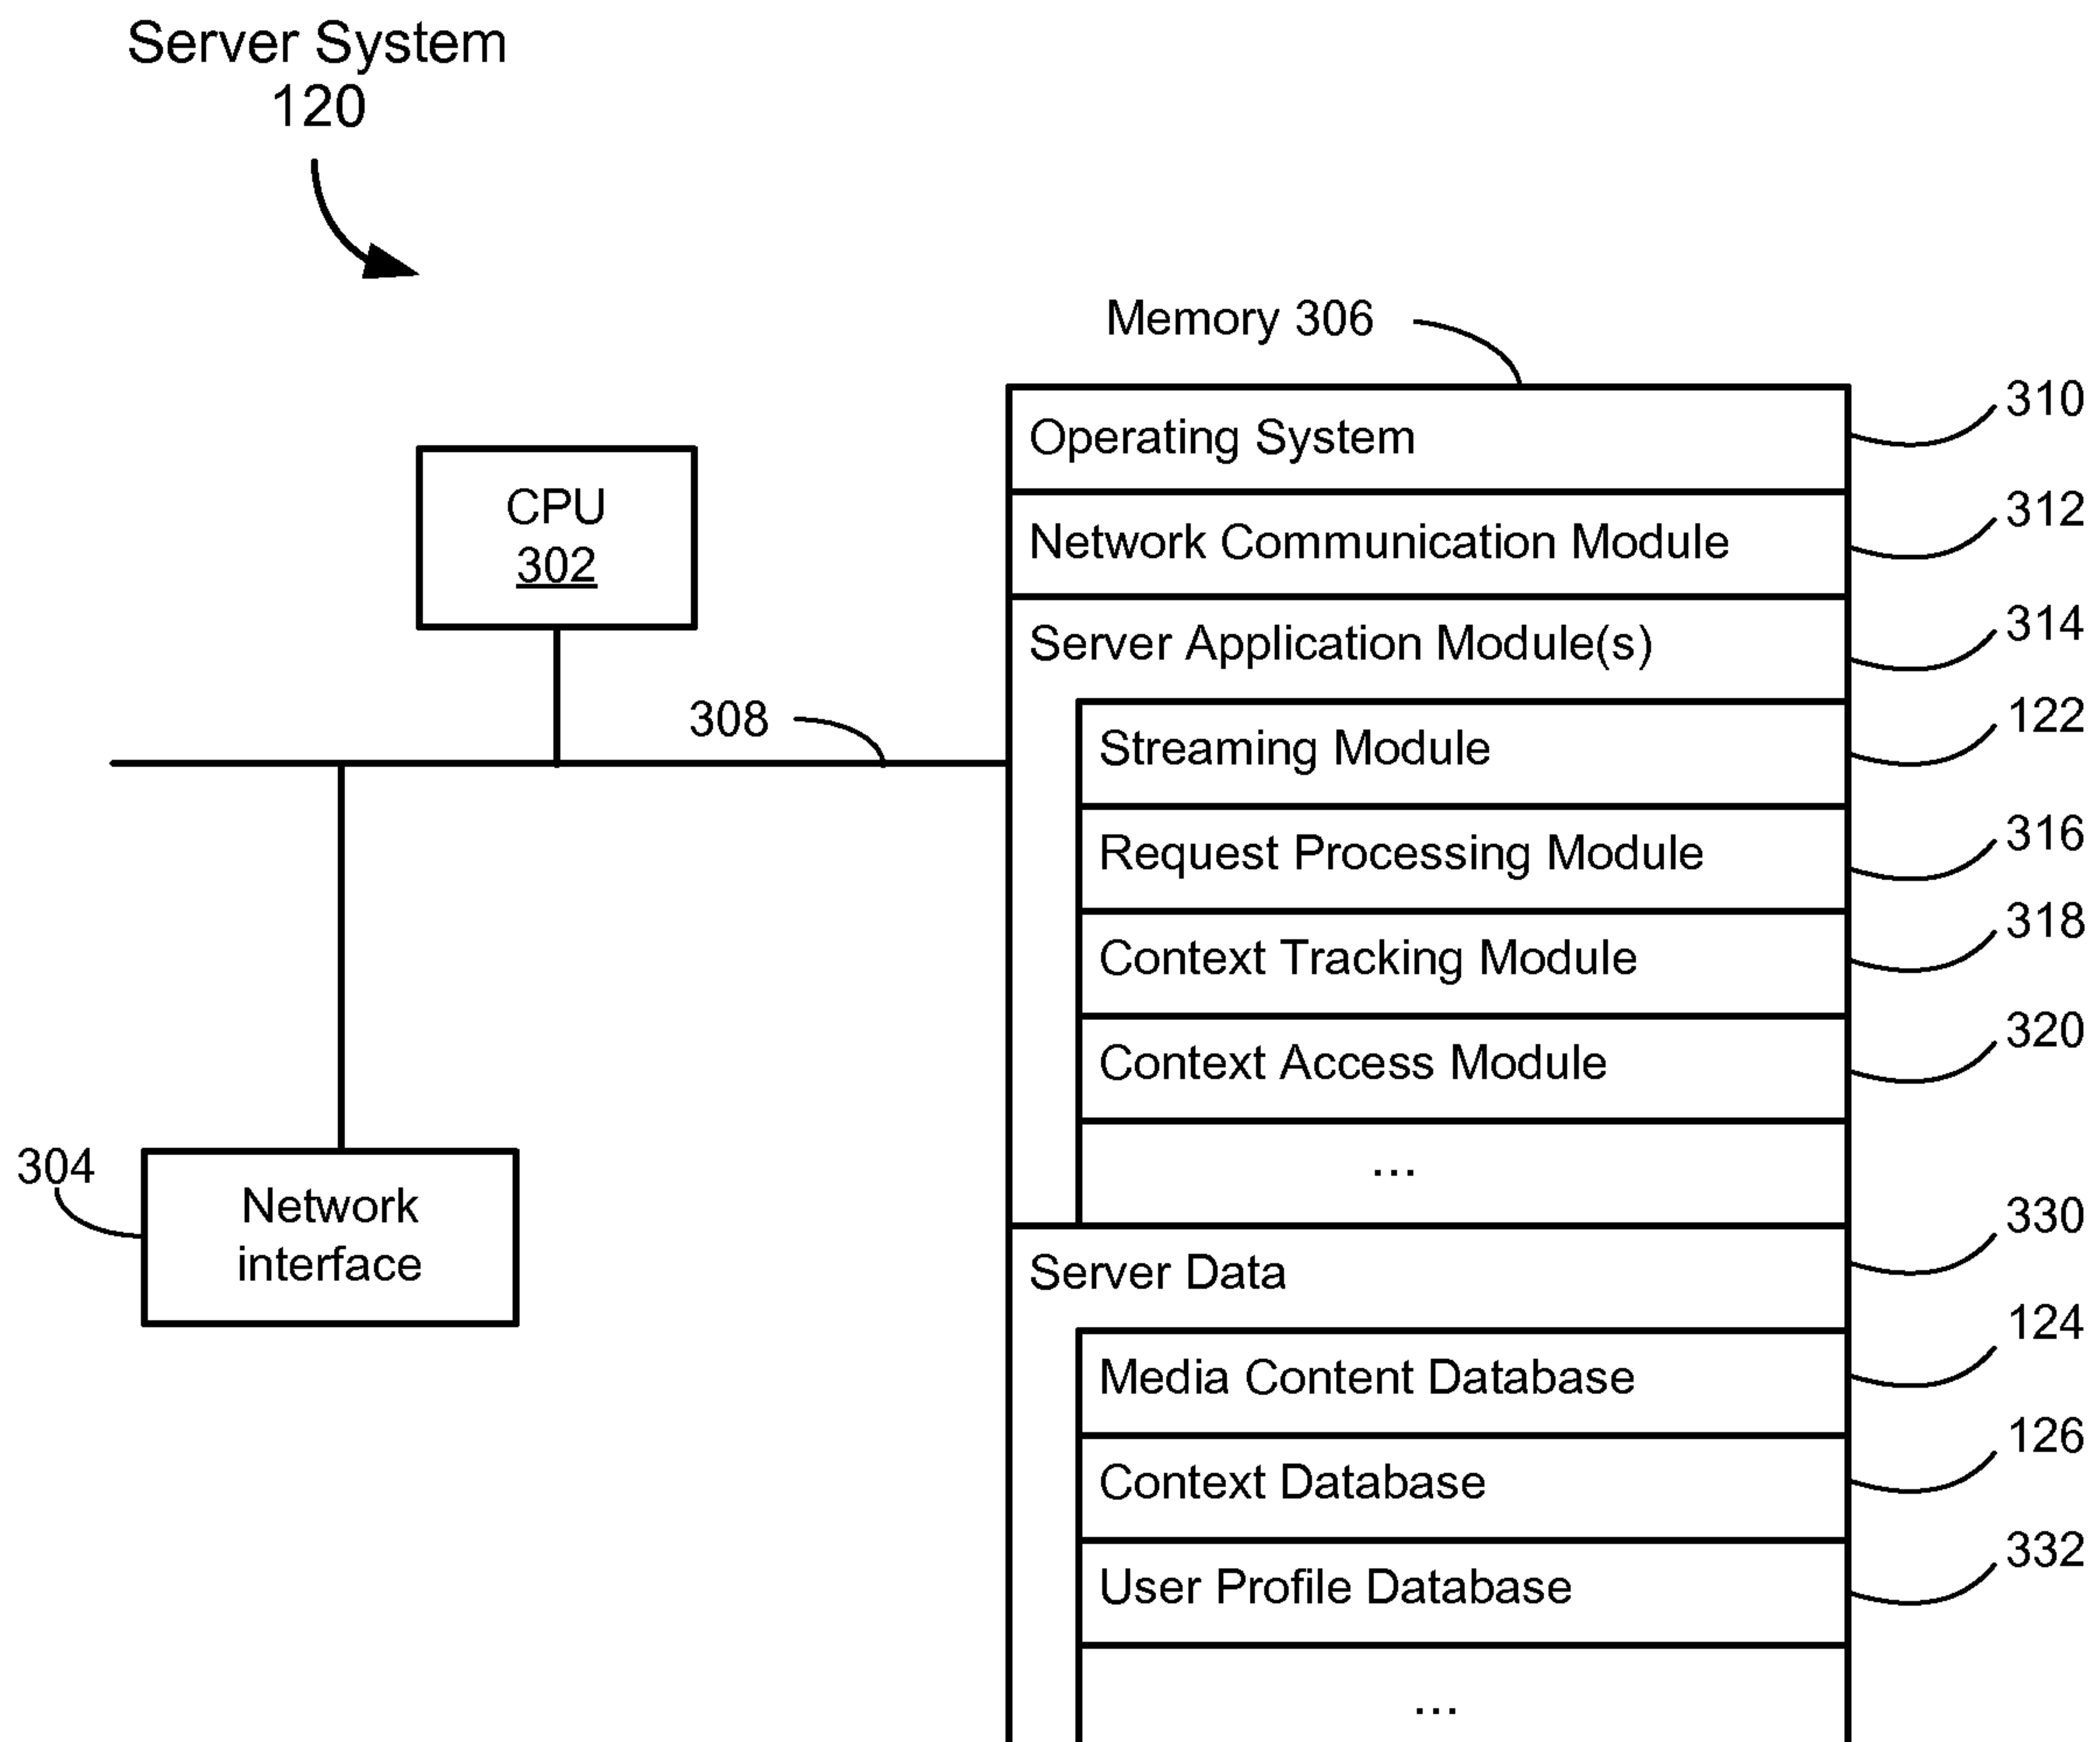 Server System
120
Memory 306
Operating System
310
CPU
302
Network Communication Module
312
Server Application Module(s)
314
308
Streaming Module
122
Request Processing Module
316
Context Tracking Module
318
Context Access Module
320
...
304
Network
interface
Server Data
330
Media Content Database
124
Context Database
126
User Profile Database
332
...